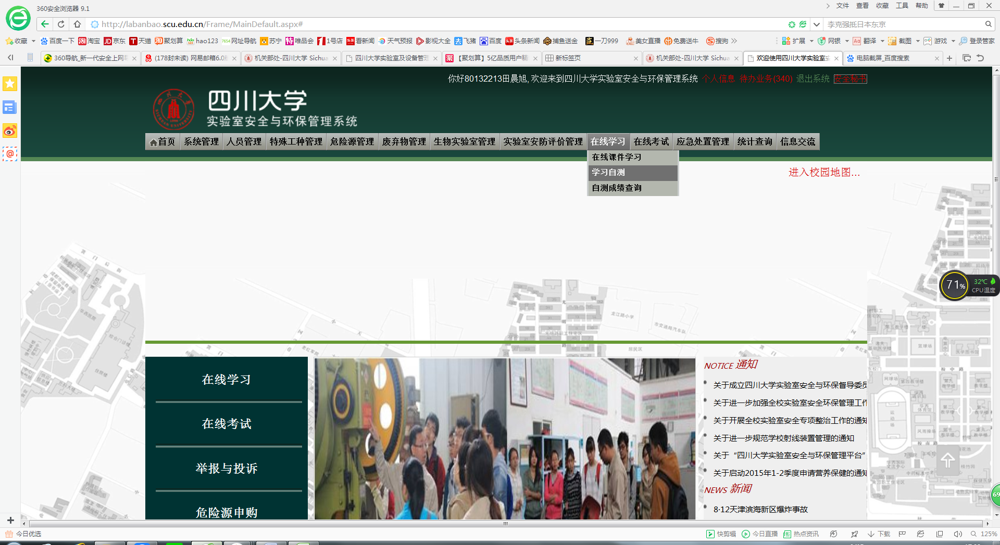 360安全浏览器 9.1
文件 查看 收藏 工具 帮助
http://labanbao.scu.edu.cn/Frame/MainDefault.aspx#
李克强抵日本东京
收藏 百度一下 淘宝 京东 天猫 聚划算 hao123 网址导航 苏宁 唯品会 1号店 看新闻 天气预报 影视大全 飞猪 百度 头条新闻 捕鱼送金 一刀999 美女直播 免费送牛 搜狗 扩展 网银 翻译 截图 游戏 登录管家
360导航_新一代安全上网导 (178封未读) 网易邮箱6.0版 机关部处-四川大学 Sichua 四川大学实验室及设备管理 【聚划算】5亿品质用户精 新标签页 机关部处-四川大学 Sichua 欢迎使用四川大学实验室安 电脑截屏_百度搜索
你好80132213田晨旭, 欢迎来到四川大学实验室安全与环保管理系统 个人信息 待办业务(340) 退出系统 安全秘书
四川大学
实验室安全与环保管理系统
首页 系统管理 人员管理 特殊工种管理 危险源管理 废弃物管理 生物实验室管理 实验室安防评价管理 在线学习 在线考试 应急处置管理 统计查询 信息交流
在线课件学习
学习自测
自测成绩查询
进入校园地图...
71%
32℃
CPU温度
在线学习
在线考试
举报与投诉
危险源申购
NOTICE 通知
关于成立四川大学实验室安全与环保督导委员
关于进一步加强全校实验室安全环保管理工作
关于开展全校实验室安全专项整治工作的通知
关于进一步规范学校射线装置管理的通知
关于“四川大学实验室安全与环保管理平台”
关于启动2015年1-2季度申请营养保健的通知
NEWS 新闻
8·12天津滨海新区爆炸事故
69
今日优选
快剪辑 今日直播 热点资讯 下载 125%